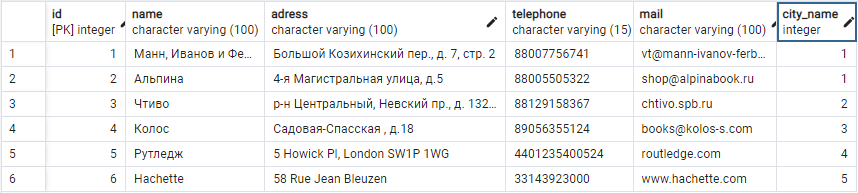 id name adress telephone mail city_name
[PK] integer character varying (100) character varying (100) character varying (15) character varying (100) integer
1 1 Манн, Иванов и Фе... Большой Козихинский пер., д. 7, стр. 2 88007756741 vt@mann-ivanov-ferb... 1
2 2 Альпина 4-я Магистральная улица, д.5 88005505322 shop@alpinabook.ru 1
3 3 Чтиво р-н Центральный, Невский пр., д. 132... 88129158367 chtivo.spb.ru 2
4 4 Колос Садовая-Спасская , д.18 89056355124 books@kolos-s.com 3
5 5 Рутледж 5 Howick Pl, London SW1P 1WG 4401235400524 routledge.com 4
6 6 Hachette 58 Rue Jean Bleuzen 33143923000 www.hachette.com 5